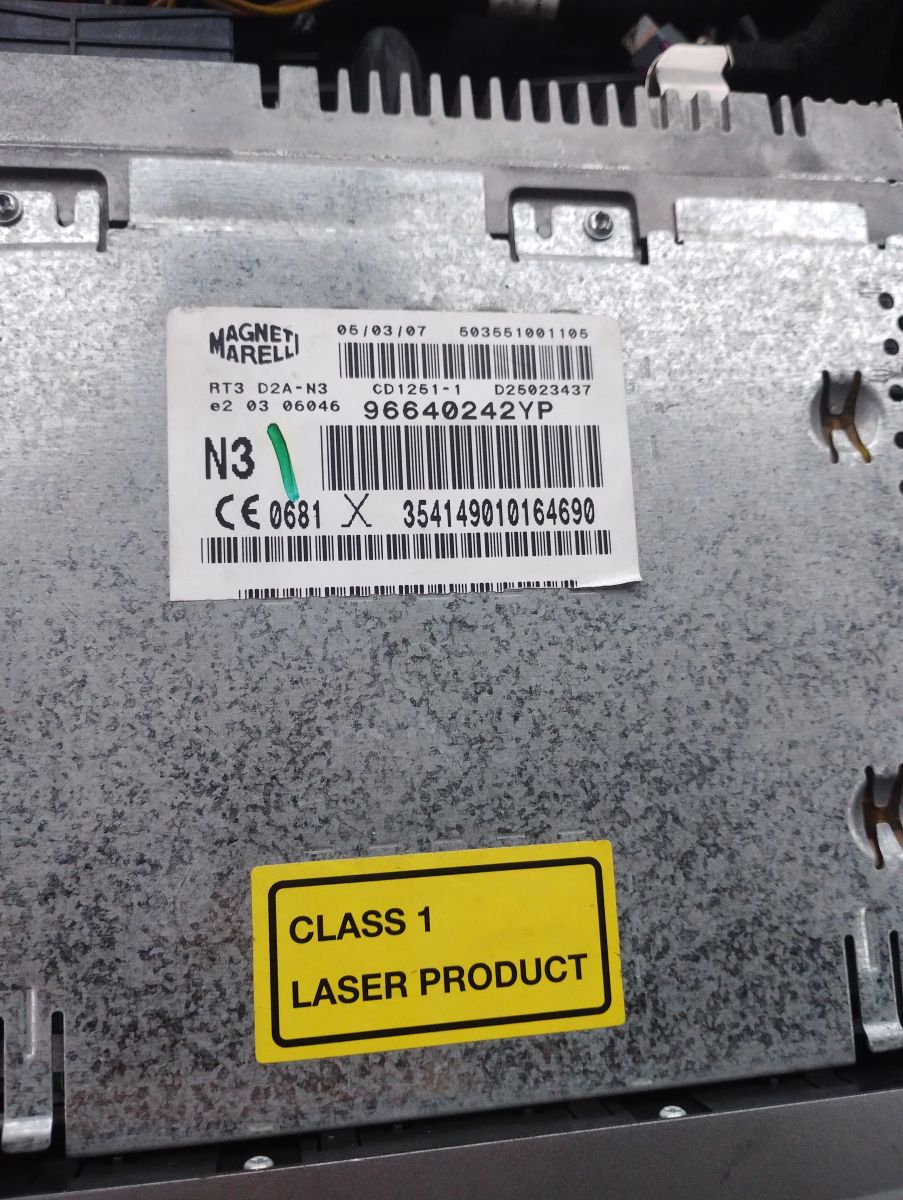 MAGNETI
MARELLI
05/03/07 503551001105
RT3 D2A-N3 CD1251-1 D25023437
e2 03 06046 96640242YP
N3
CE 0681 X 354149010164690
CLASS 1
LASER PRODUCT